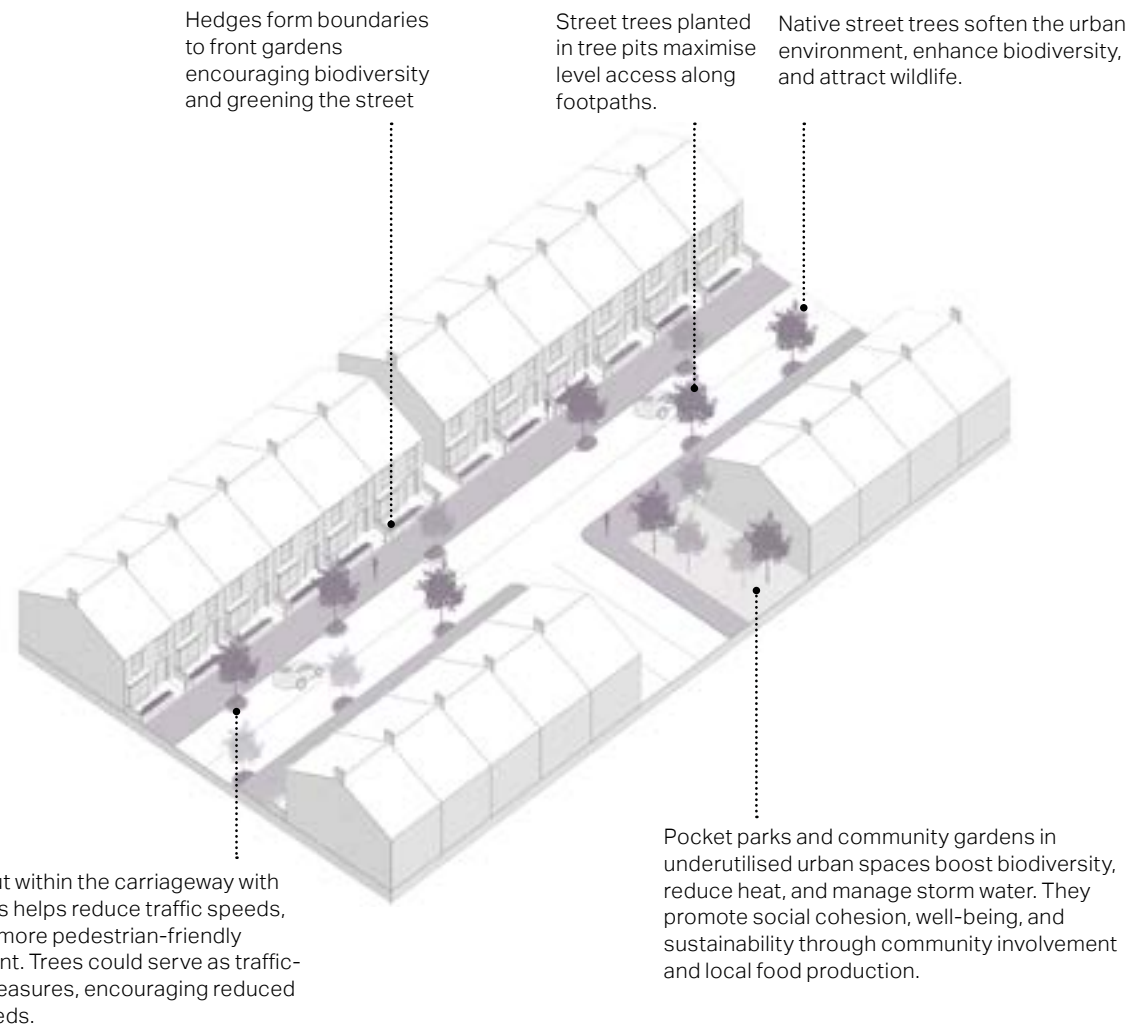 Hedges form boundaries
to front gardens
encouraging biodiversity
and greening the street
Street trees planted
in tree pits maximise
level access along
footpaths.
Native street trees soften the urban
environment, enhance biodiversity,
and attract wildlife.
within the carriageway with
helps reduce traffic speeds,
more pedestrian-friendly
Trees could serve as traffic-
encouraging reduced
Pocket parks and community gardens in
underutilised urban spaces boost biodiversity,
reduce heat, and manage storm water. They
promote social cohesion, well-being, and
sustainability through community involvement
and local food production.